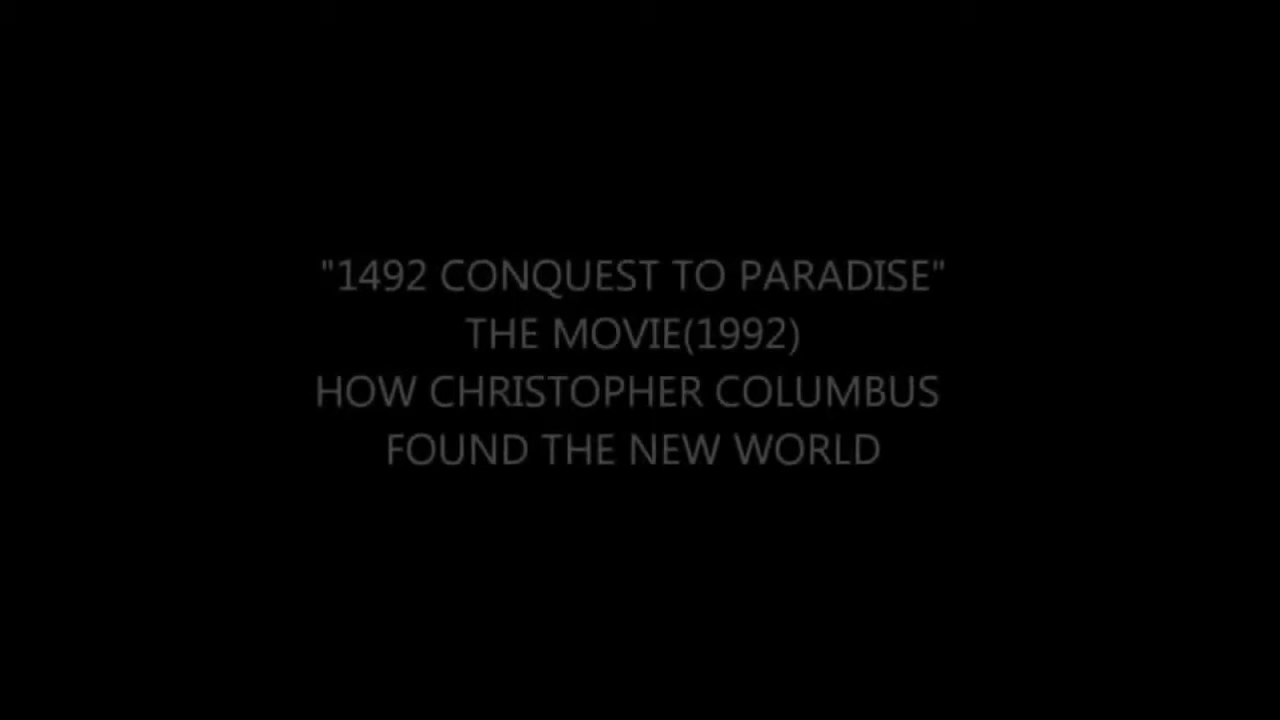 "1492 CONQUEST TO PARADISE"
THE MOVIE(1992)
HOW CHRISTOPHER COLUMBUS
FOUND THE NEW WORLD